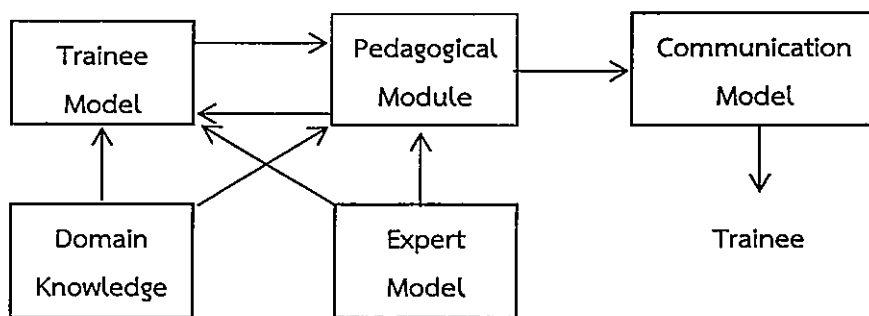 Trainee
Model
Pedagogical
Module
Communication
Model
Domain
Knowledge
Expert
Model
Trainee